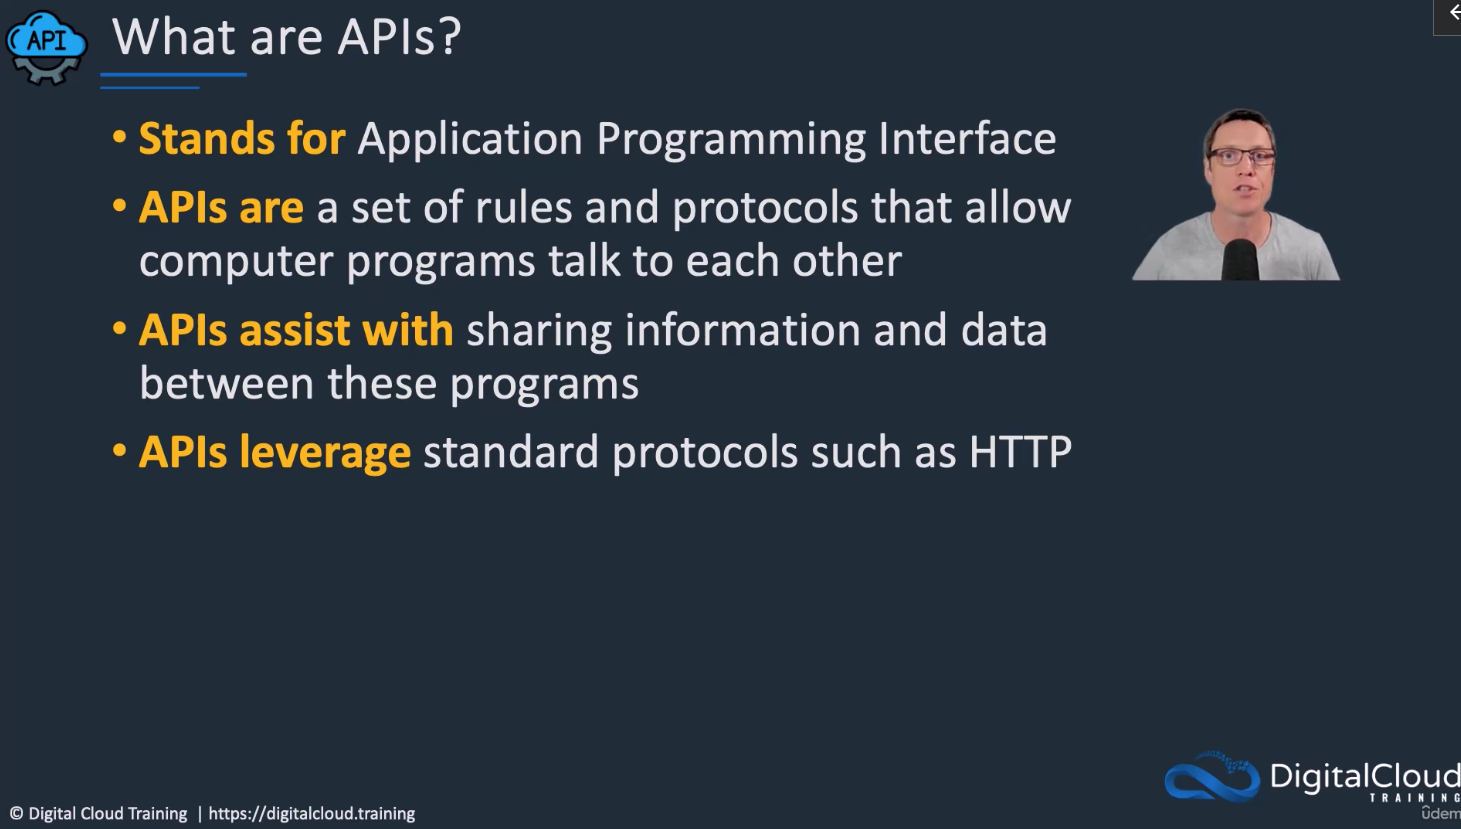 API
What are APIs?
• Stands for Application Programming Interface
• APIs are a set of rules and protocols that allow
computer programs talk to each other
• APIs assist with sharing information and data
between these programs
• APIs leverage standard protocols such as HTTP
DigitalCloud
TRAINING
© Digital Cloud Training | https://digitalcloud.training
ûdem